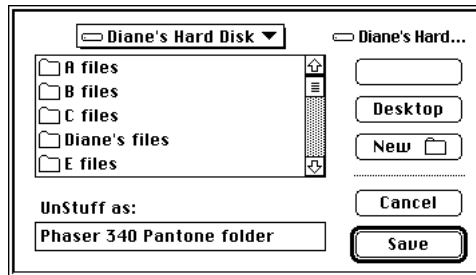 Diane's Hard Disk
Diane's Hard...
A files
B files
C files
Diane's files
E files
Desktop
New
Cancel
Save
UnStuff as:
Phaser 340 Pantone folder